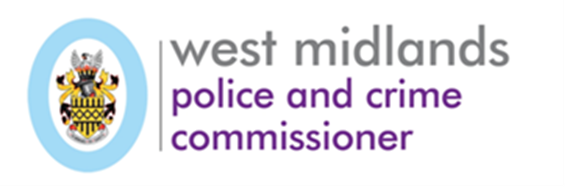 west midlands
police and crime
commissioner